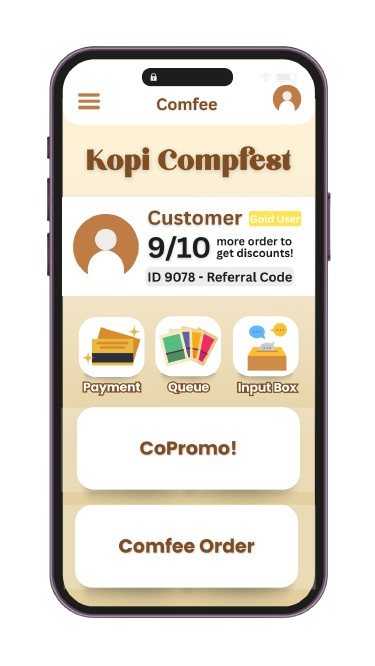 Comfee
Kopi Compfest
Customer Gold User
9/10 more order to
get discounts!
ID 9078 - Referral Code
Payment Queue Input Box
CoPromo!
Comfee Order